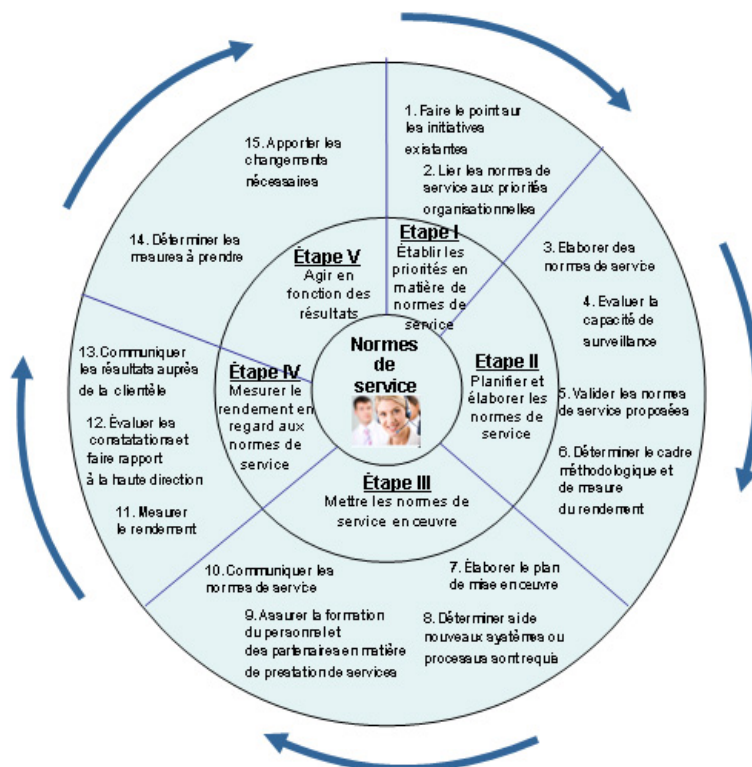 Normes
de
service
Étape I
Établir les
priorités en
matière de
normes de
service
1. Faire le point sur
les initiatives
existantes
2. Lier les normes de
service aux priorités
organisationnelles
Étape II
Planifier et
élaborer les
normes de
service
3. Elaborer des
normes de service
4. Evaluer la
capacité de
surveillance
5. Valider les normes
de service proposées
6. Déterminer le cadre
méthodologique et
de mesure
du rendement
Étape III
Mettre les normes de
service en œuvre
7. Élaborer le plan
de mise en œuvre
8. Déterminer si de
nouveaux systèmes ou
processus sont requis
9. Assurer la formation
du personnel et
des partenaires en matière
de prestation de services
10. Communiquer les
normes de service
Étape IV
Mesurer le
rendement en
regard aux
normes de
service
11. Mesurer
le rendement
12. Évaluer les
constatations et
faire rapport
à la haute direction
13. Communiquer
les résultats auprès
de la clientèle
Étape V
Agir en
fonction des
résultats
14. Déterminer les
mesures à prendre
15. Apporter les
changements
nécessaires